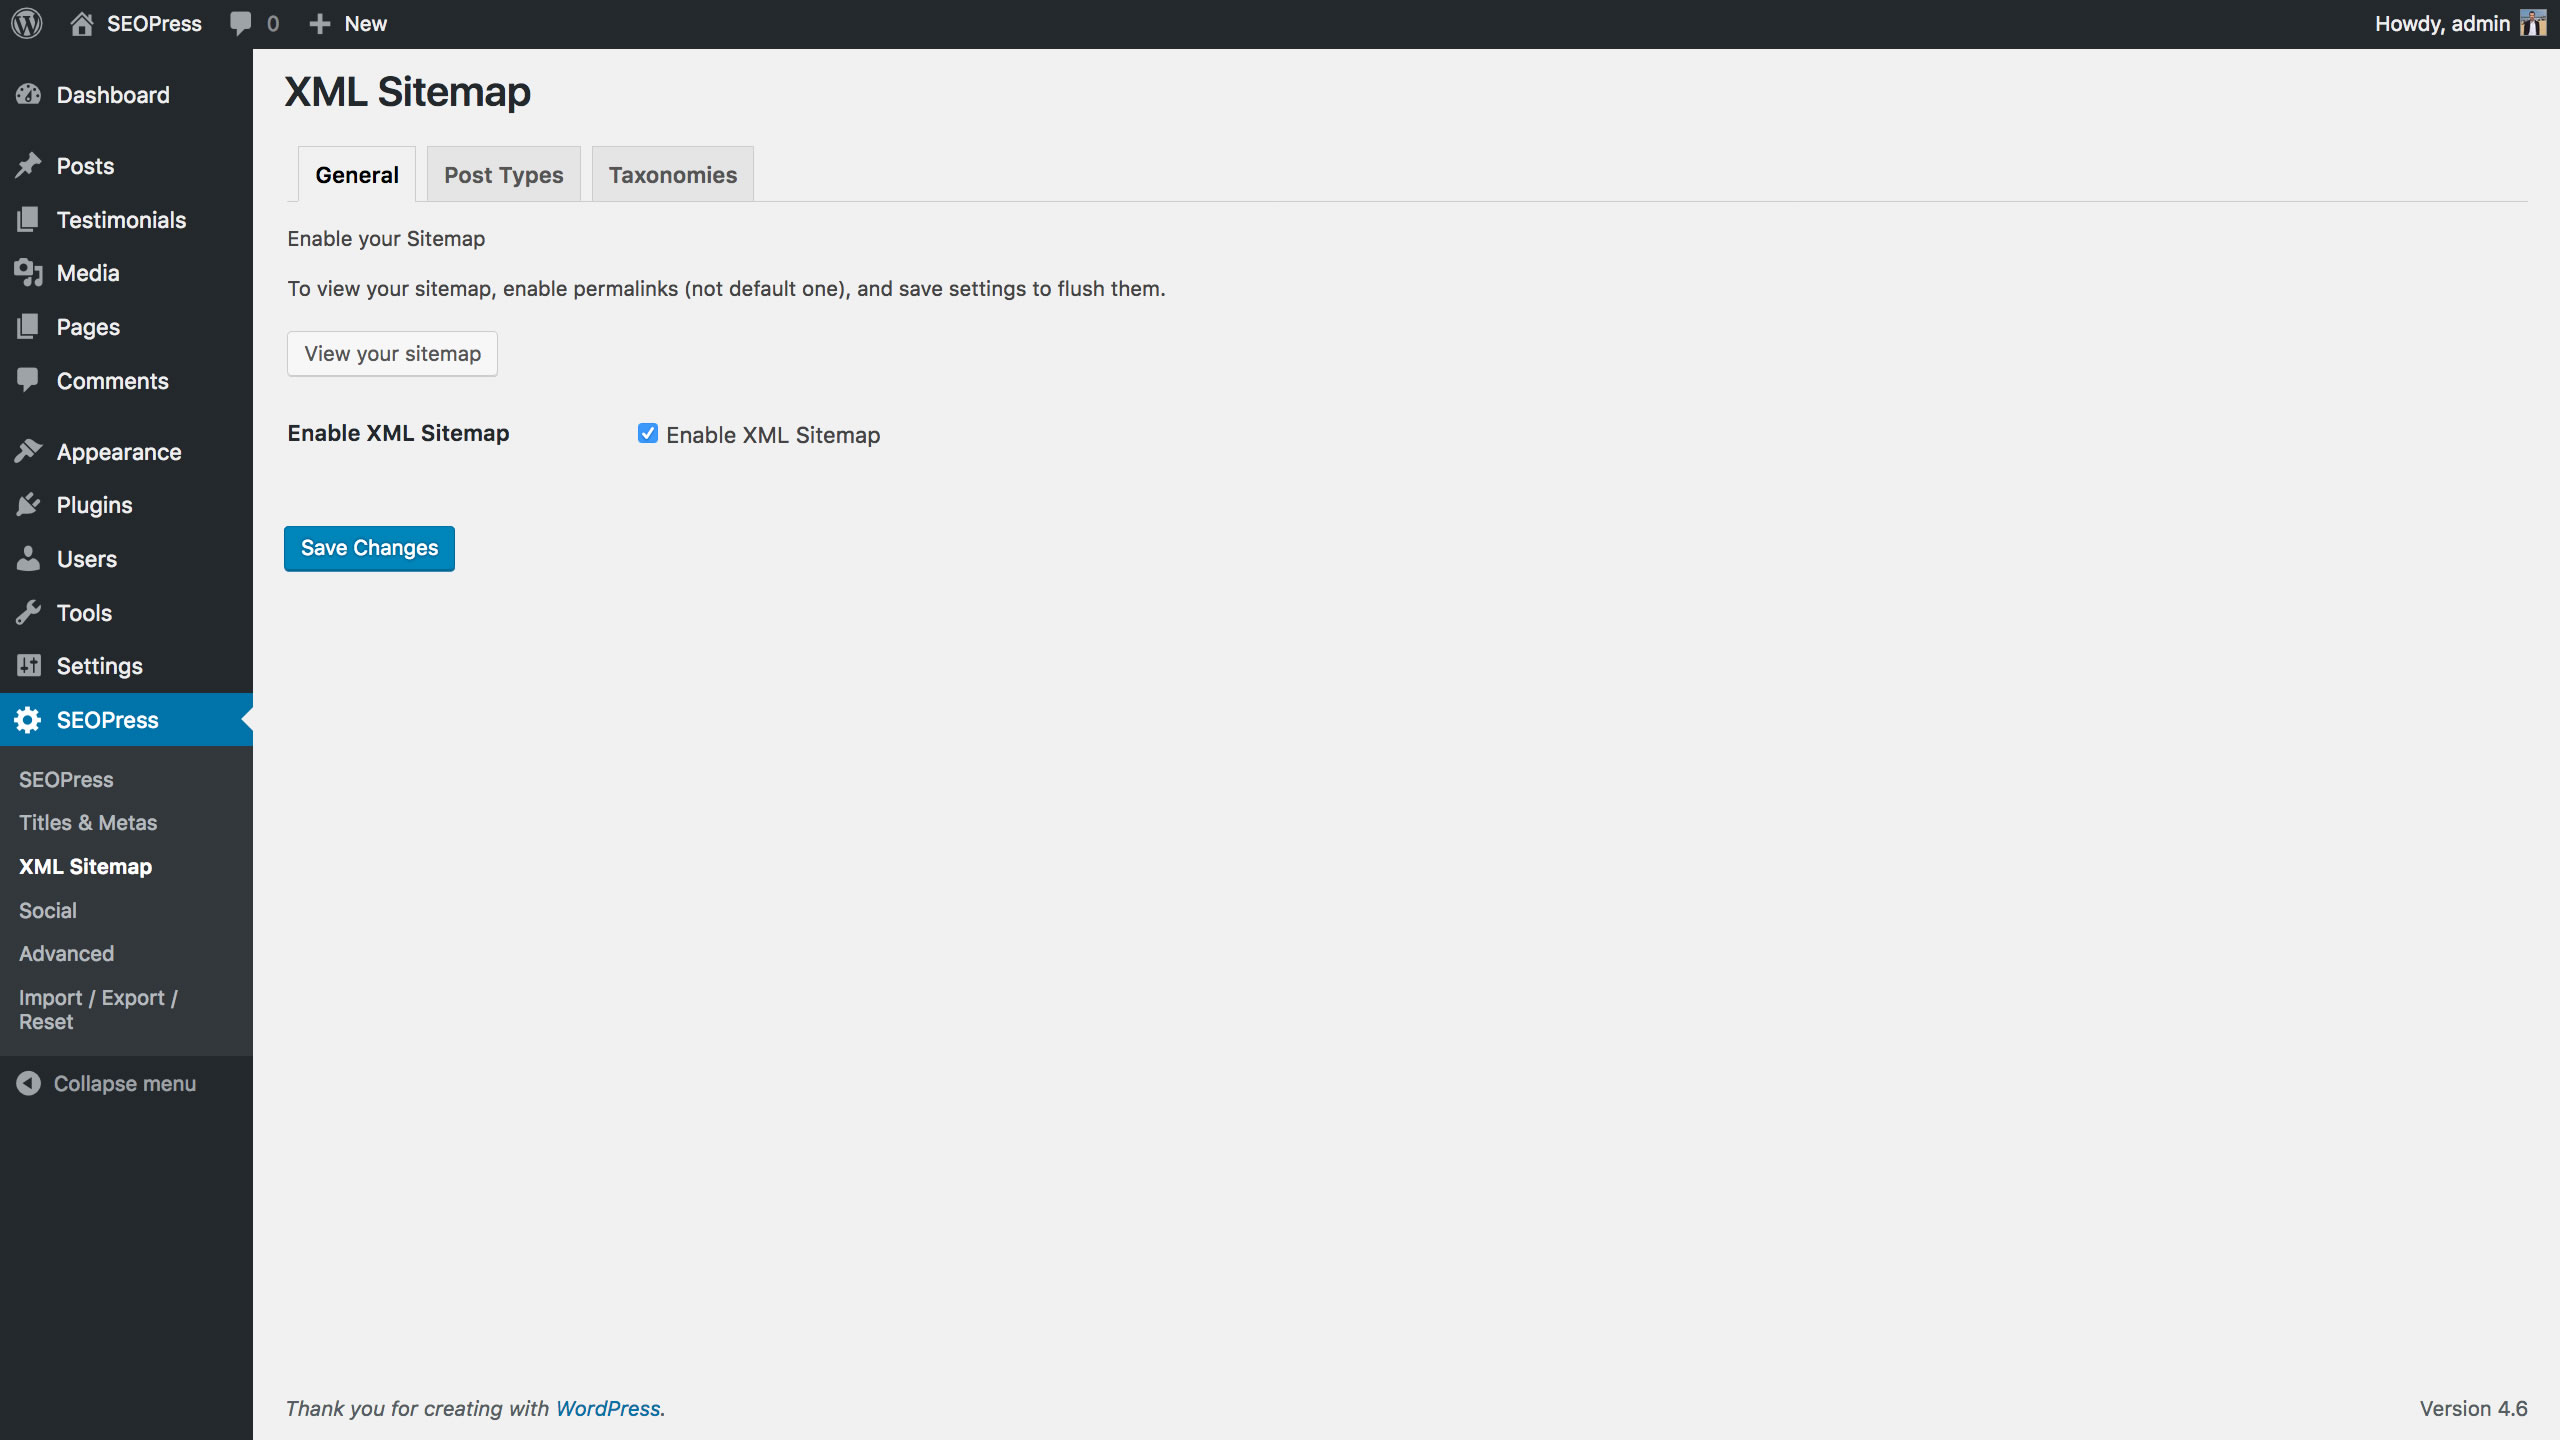 SEOPress
0
New
Howdy, admin
Dashboard
Posts
Testimonials
Media
Pages
Comments
Appearance
Plugins
Users
Tools
Settings
SEOPress
SEOPress
Titles & Metas
XML Sitemap
Social
Advanced
Import / Export /
Reset
Collapse menu
XML Sitemap
General
Post Types
Taxonomies
Enable your Sitemap
To view your sitemap, enable permalinks (not default one), and save settings to flush them.
View your sitemap
Enable XML Sitemap
Enable XML Sitemap
Save Changes
Thank you for creating with WordPress.
Version 4.6